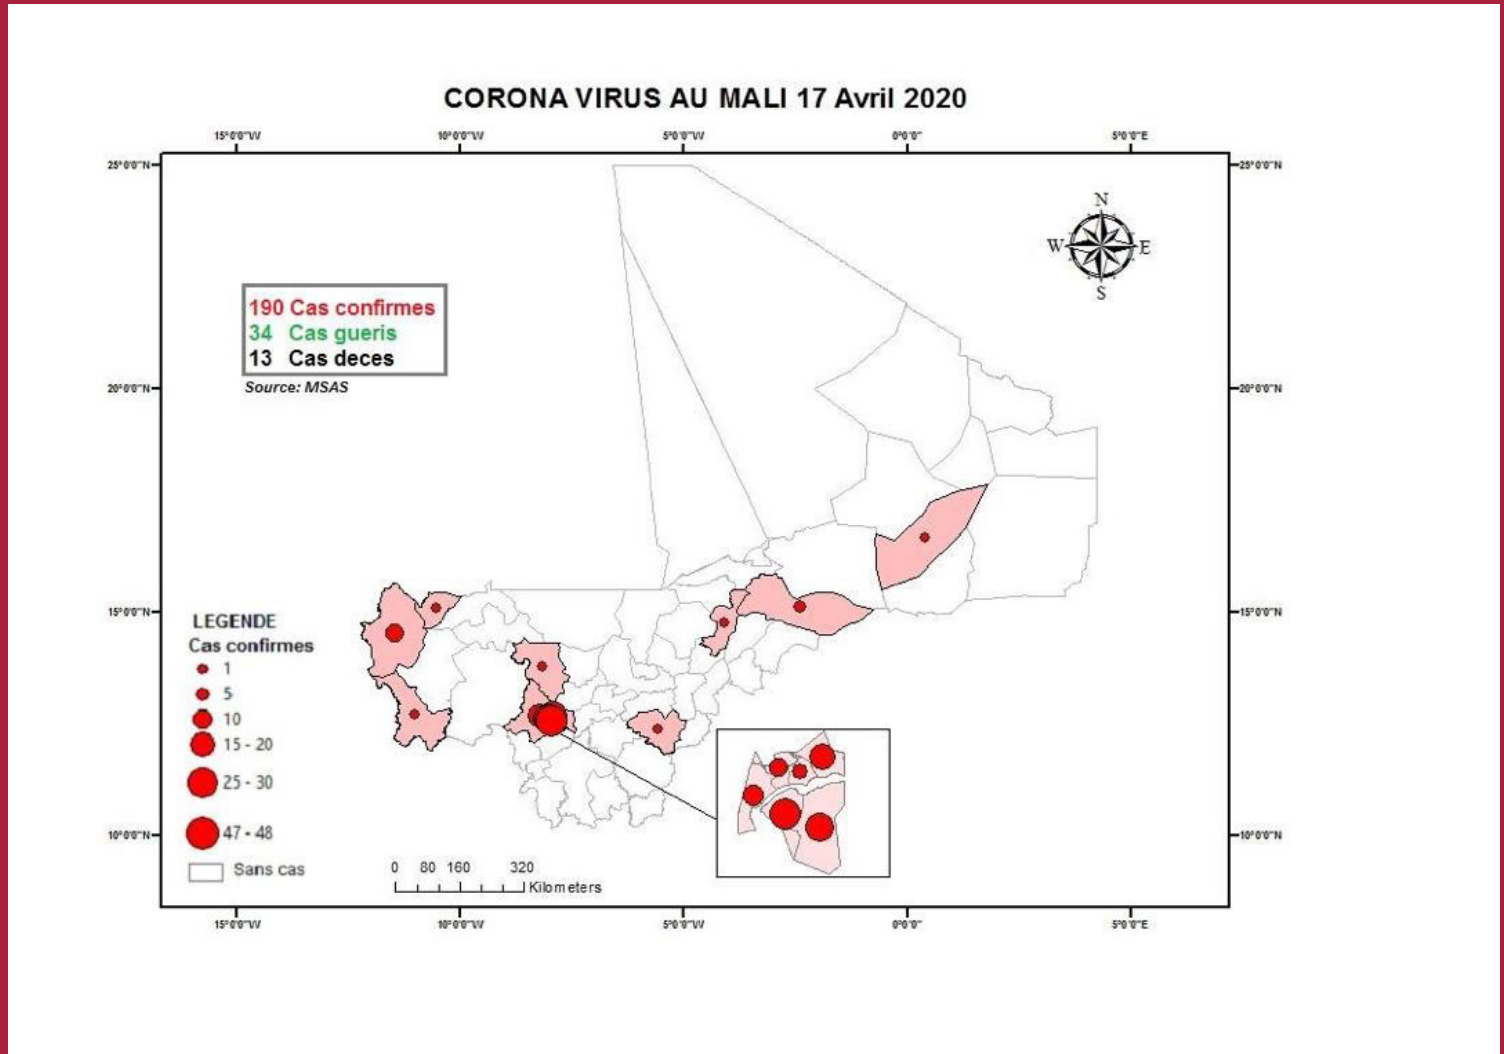 CORONA VIRUS AU MALI 17 Avril 2020
15°0'0"W 10°0'0"W 5°0'0"W 0°0'0" 5°0'0"E
25°0'0"N 25°0'0"N
N
W E
S
190 Cas confirmes
34 Cas gueris
13 Cas deces
Source: MSAS
20°0'0"N 20°0'0"N
15°0'0"N 15°0'0"N
LEGENDE
Cas confirmes
1
5
10
15 - 20
25 - 30
47 - 48
Sans cas
10°0'0"N 10°0'0"N
0 80 160 320
Kilometers
15°0'0"W 10°0'0"W 5°0'0"W 0°0'0" 5°0'0"E